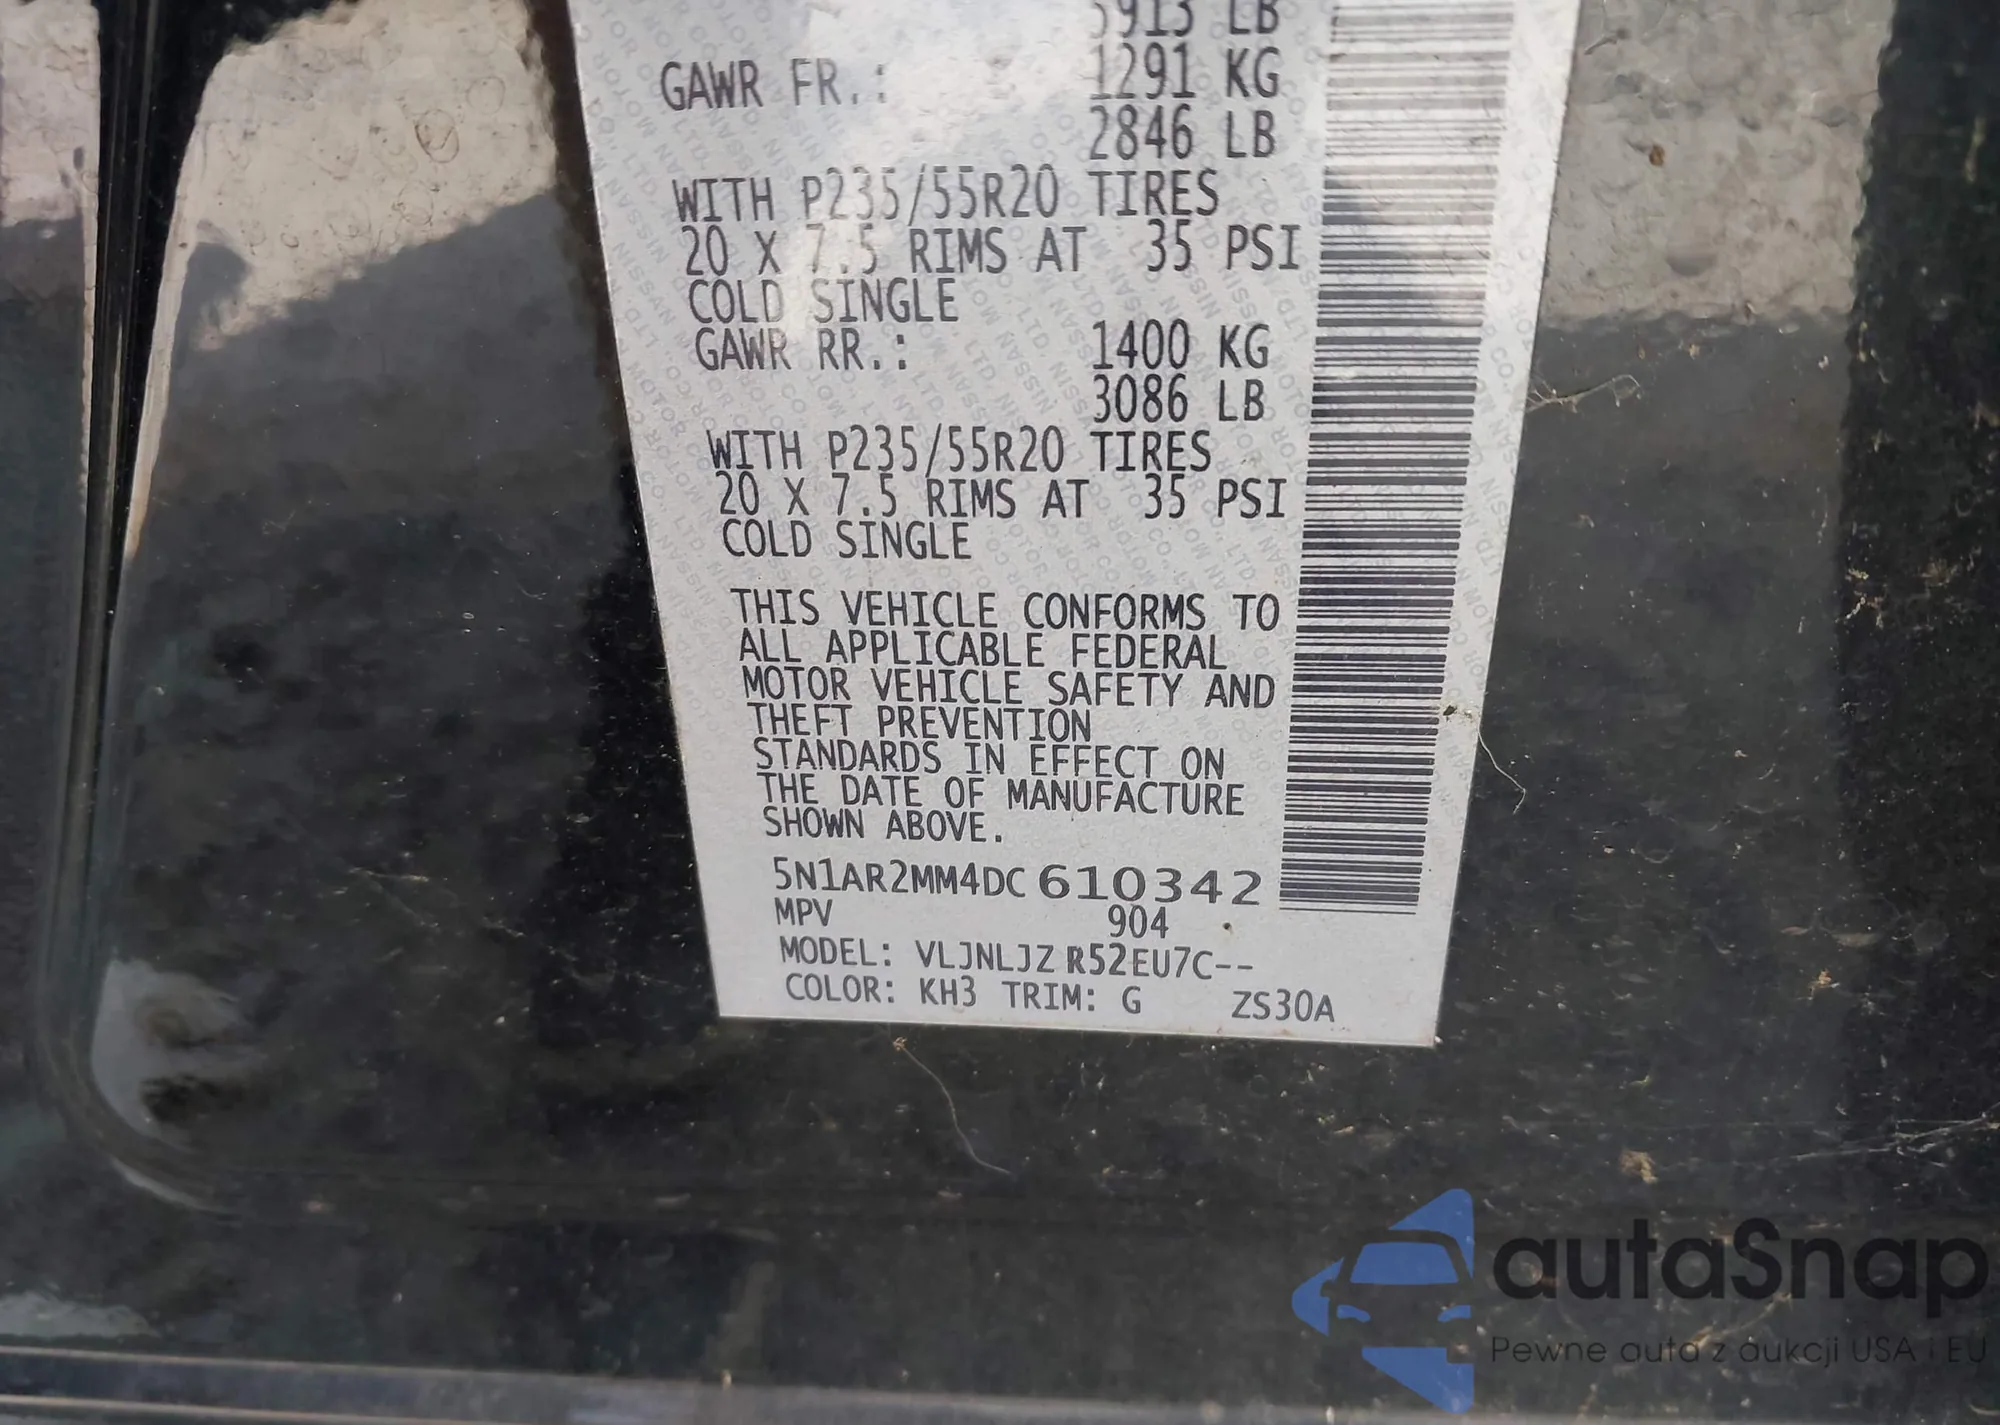 5913 LB
GAWR FR.: 1291 KG
2846 LB
WITH P235/55R20 TIRES
20 X 7.5 RIMS AT 35 PSI
COLD SINGLE
GAWR RR.: 1400 KG
3086 LB
WITH P235/55R20 TIRES
20 X 7.5 RIMS AT 35 PSI
COLD SINGLE
THIS VEHICLE CONFORMS TO
ALL APPLICABLE FEDERAL
MOTOR VEHICLE SAFETY AND
THEFT PREVENTION
STANDARDS IN EFFECT ON
THE DATE OF MANUFACTURE
SHOWN ABOVE.
5N1AR2MM4DC 610342
MPV 904
MODEL: VLJNLJZ R52EU7C--
COLOR: KH3 TRIM: G ZS30A
autaSnap
Pewne auta z aukcji USA i EU